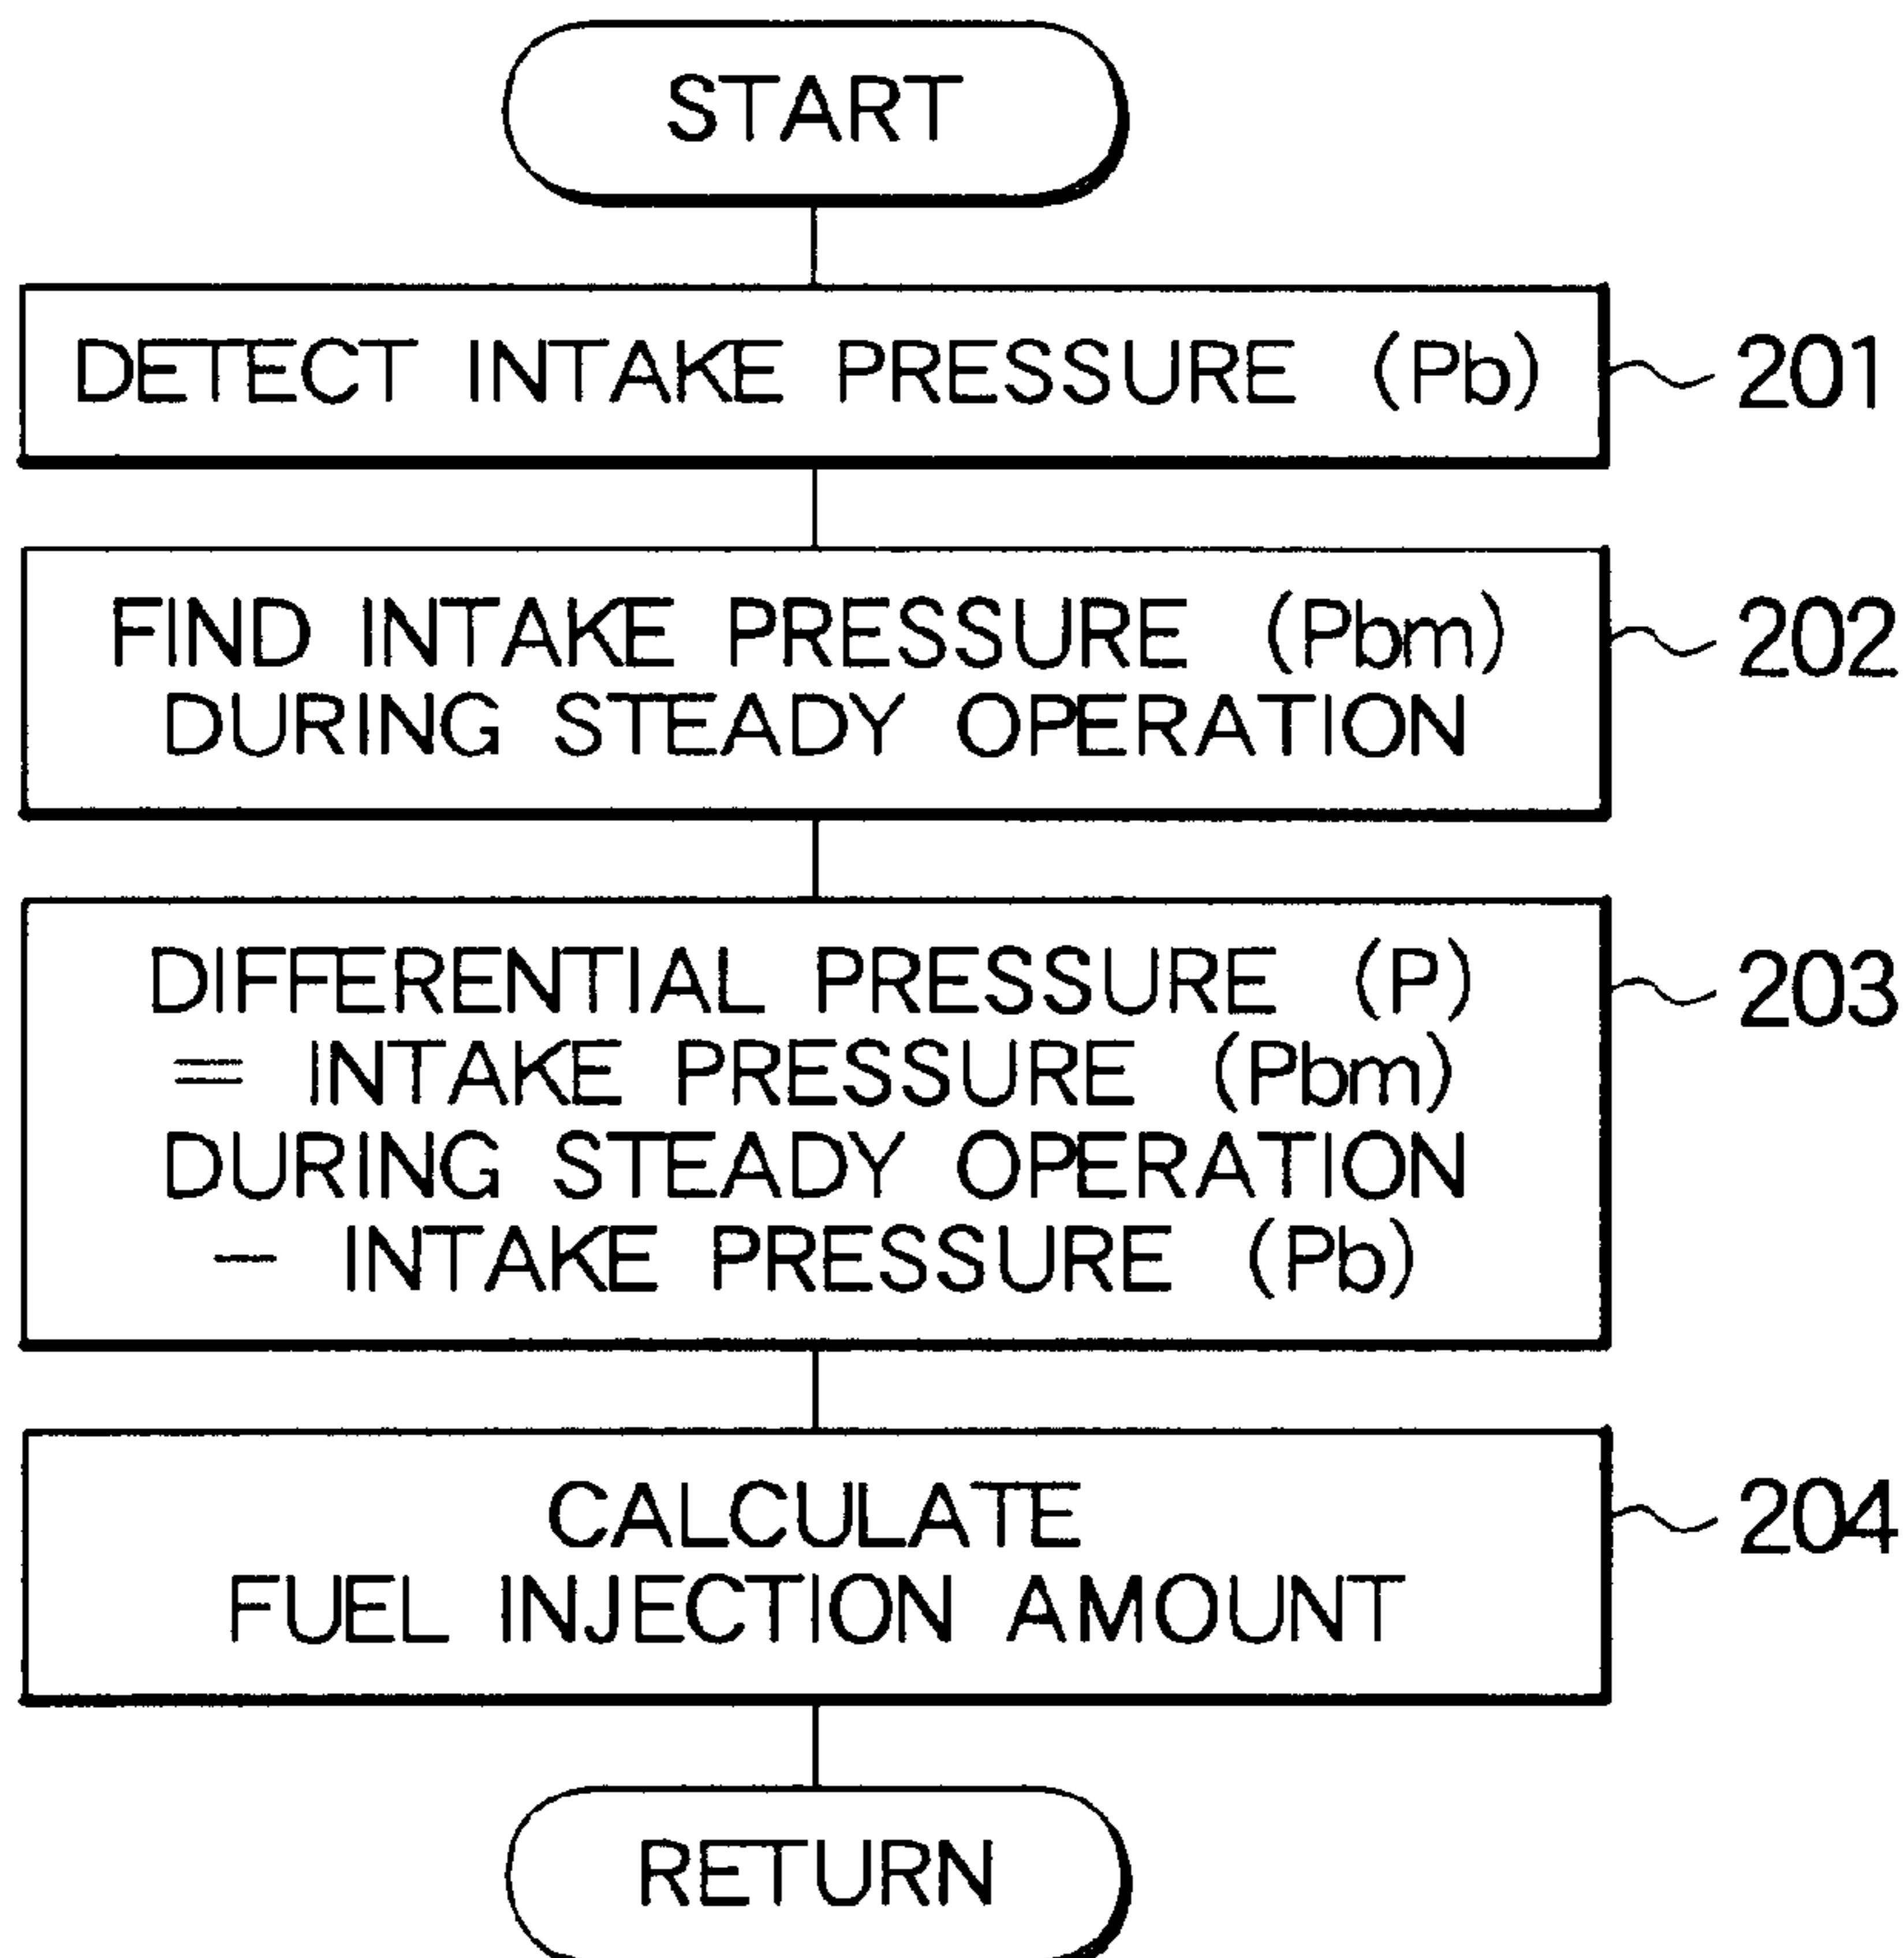 START
DETECT INTAKE PRESSURE (Pb)
201
FIND INTAKE PRESSURE (Pbm)
DURING STEADY OPERATION
202
DIFFERENTIAL PRESSURE (P)
= INTAKE PRESSURE (Pbm)
DURING STEADY OPERATION
- INTAKE PRESSURE (Pb)
203
CALCULATE
FUEL INJECTION AMOUNT
204
RETURN